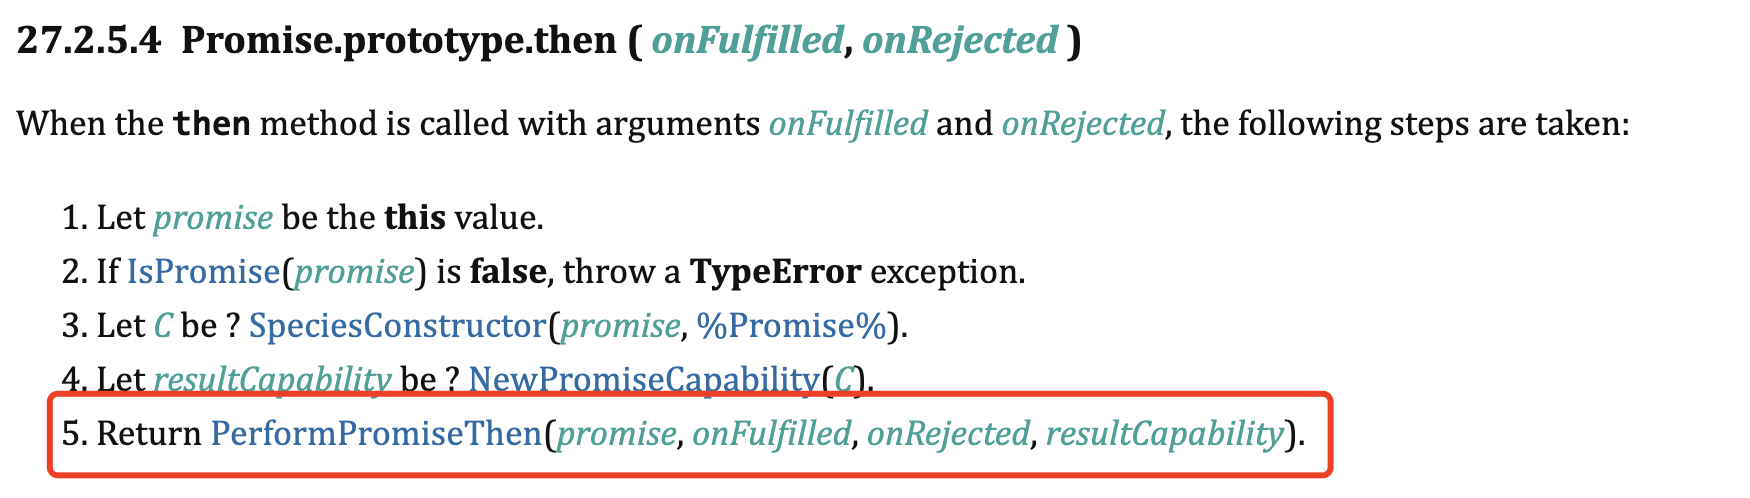 27.2.5.4 Promise.prototype.then ( onFulfilled, onRejected )
When the then method is called with arguments onFulfilled and onRejected, the following steps are taken:
1. Let promise be the this value.
2. If IsPromise(promise) is false, throw a TypeError exception.
3. Let C be ? SpeciesConstructor(promise, %Promise%).
4. Let resultCapability be ? NewPromiseCapability(C).
5. Return PerformPromiseThen(promise, onFulfilled, onRejected, resultCapability).